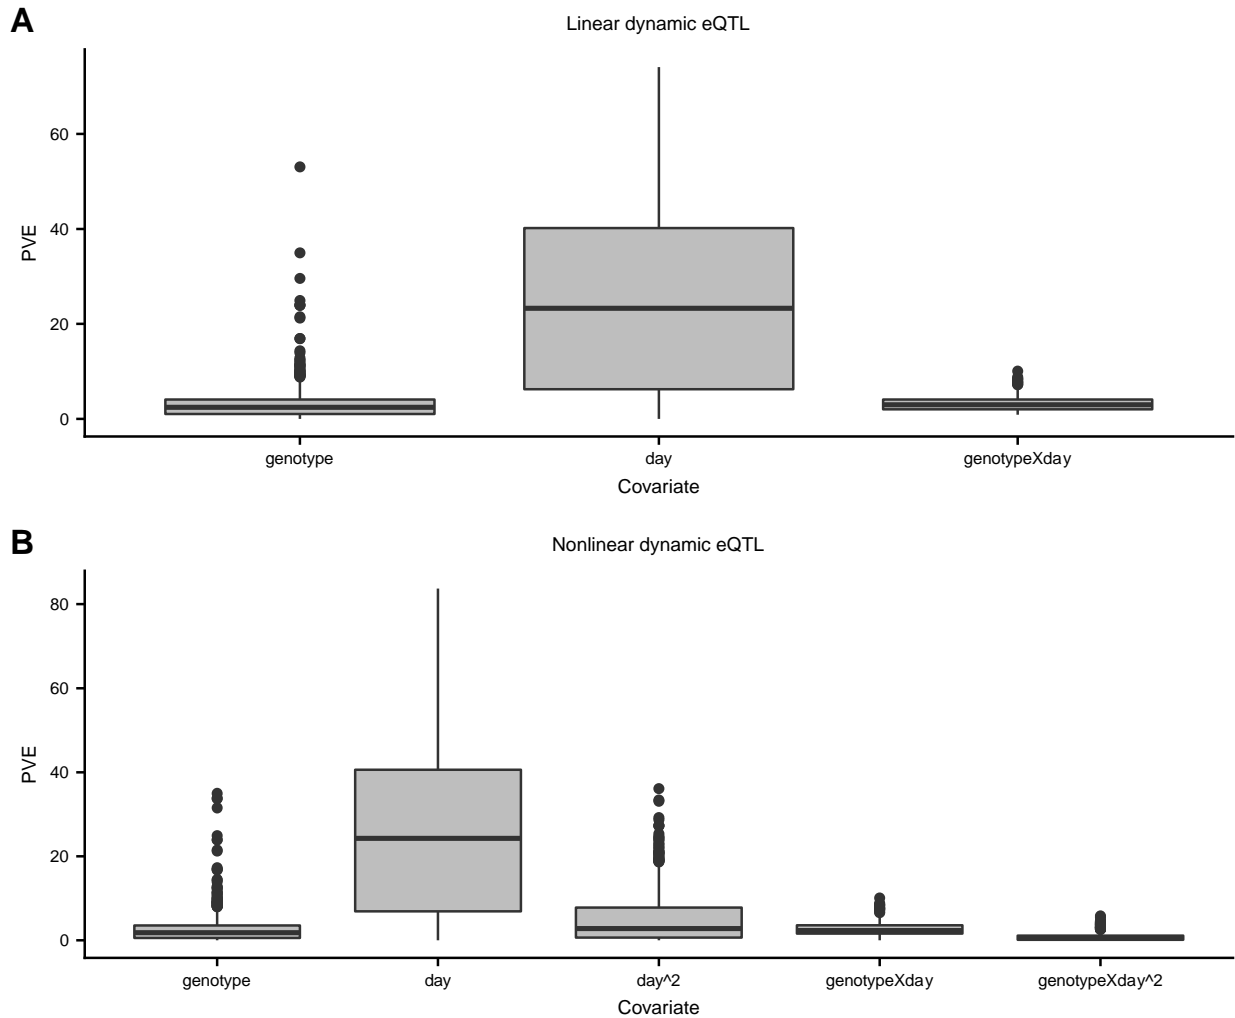 A
Linear dynamic eQTL
PVE
60
40
20
0
genotype day genotypeXday
Covariate
B
Nonlinear dynamic eQTL
PVE
80
60
40
20
0
genotype day day^2 genotypeXday genotypeXday^2
Covariate